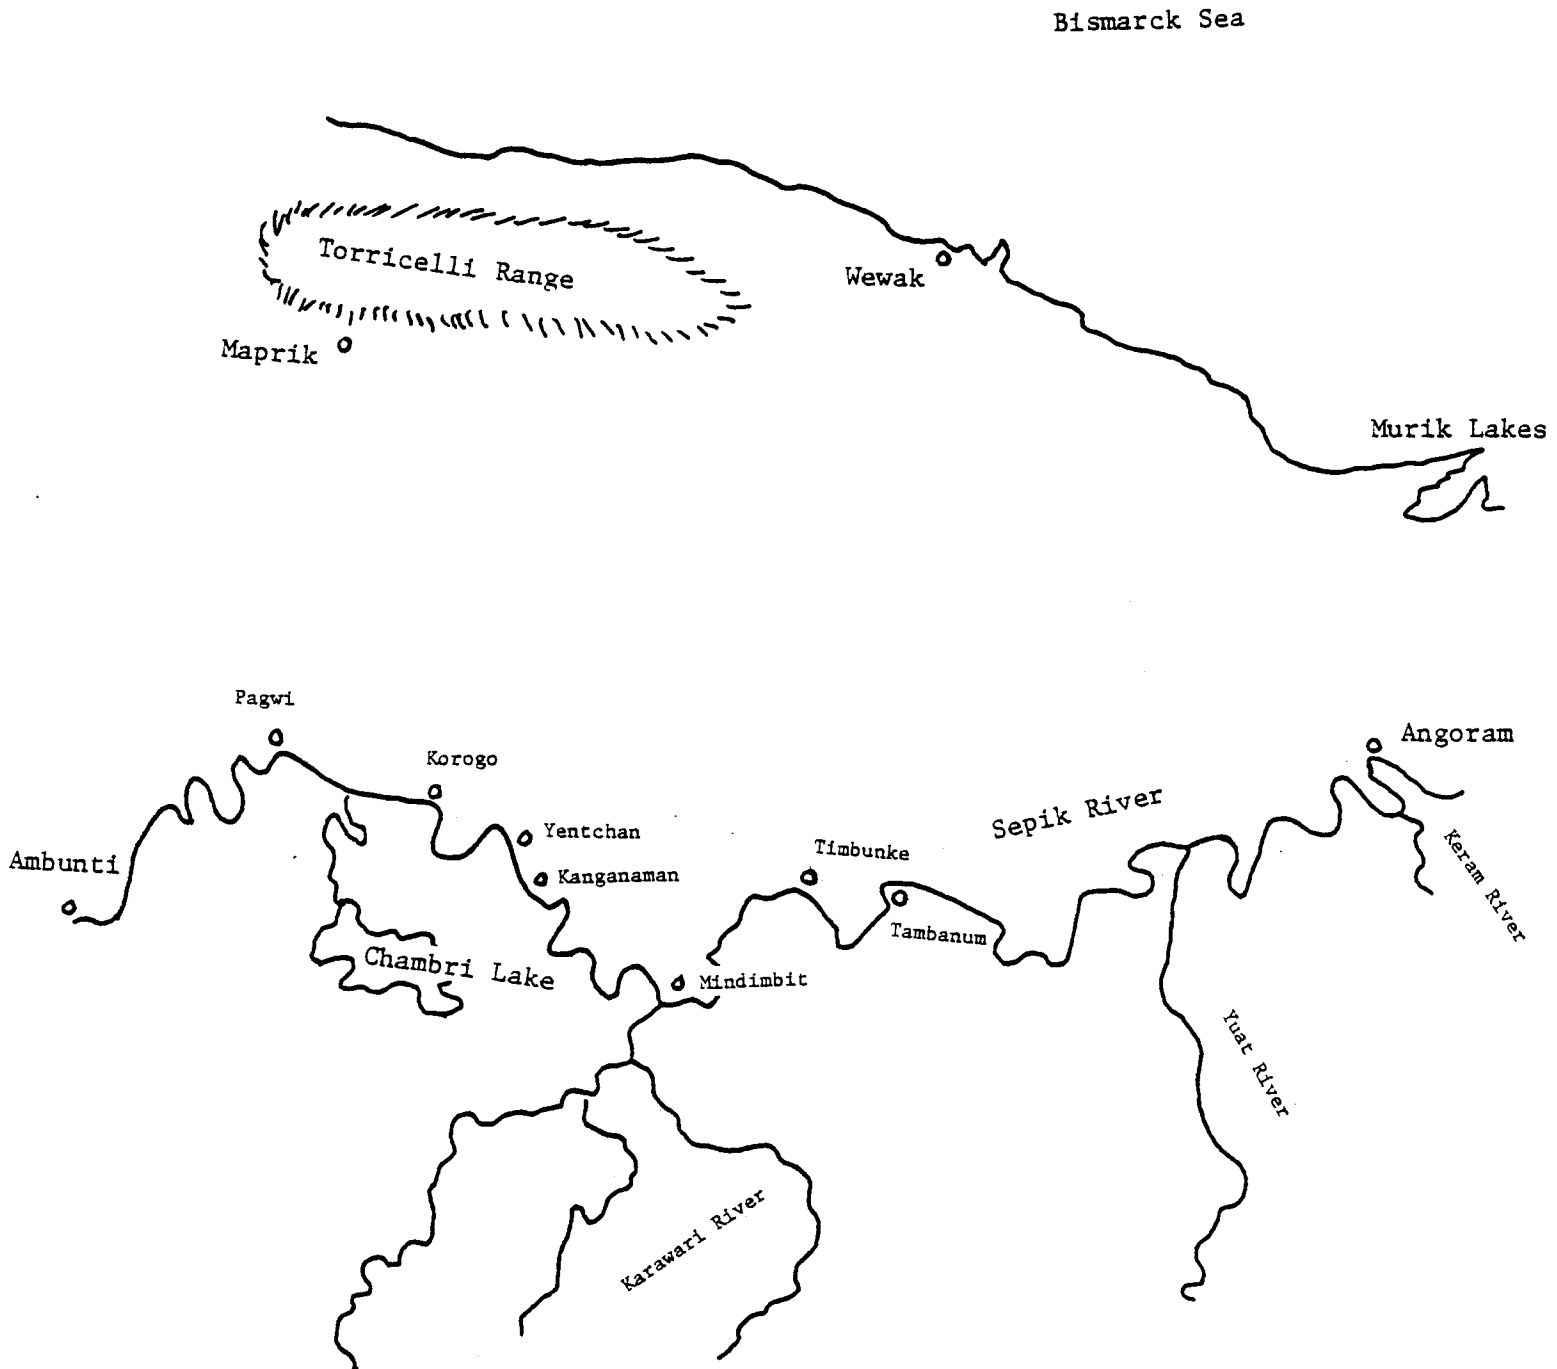 Bismarck Sea
Torricelli Range
Wewak
Maprik
Murik Lakes
Pagwi
Angoram
Korogo
Sepik River
Yentchan
Timbunke
Ambunti
Kanganaman
Keram River
Tambanum
Chambri Lake
Mindimbit
Yuat River
Karawari River